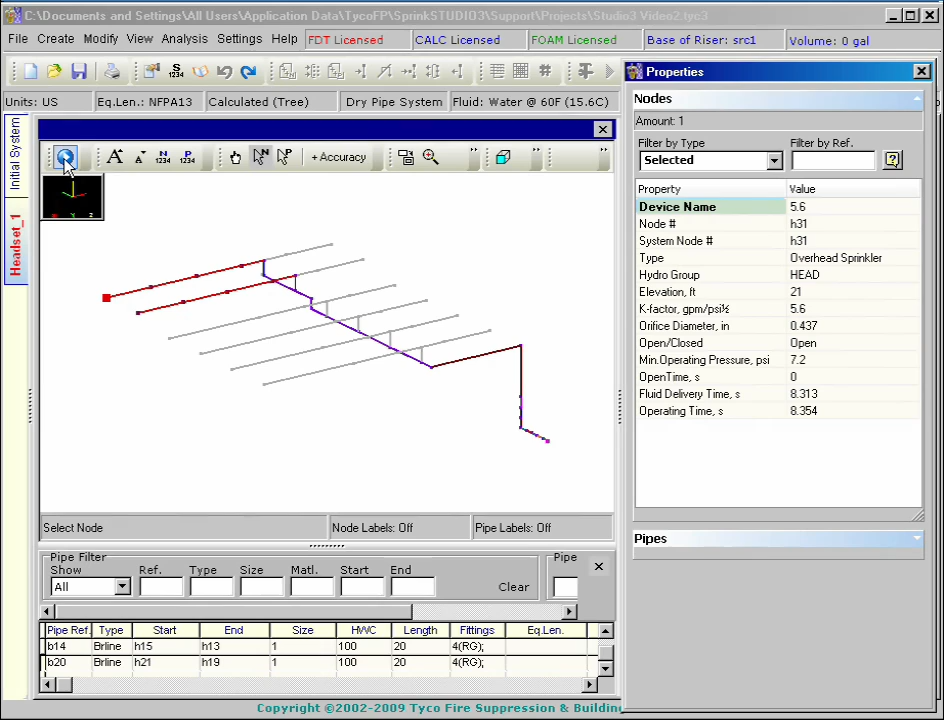 C:\Documents and Settings\All Users\Application Data\TycoFP\SprinkSTUDIO3\Support\Projects\Studio3 Video2.tyc3
File Create Modify View Analysis Settings Help FDT Licensed CALC Licensed FOAM Licensed Base of Riser: src1 Volume: 0 gal
S 1234
Units: US Eq.Len.: NFPA13 Calculated (Tree) Dry Pipe System Fluid: Water @ 60F (15.6C)
Initial System
Headset_1
A A N 1234 P 1234 N P + Accuracy
Y Z
Select Node Node Labels: Off Pipe Labels: Off
Pipe Filter Pipe
Show Ref. Type Size Matl. Start End
All Clear
Pipe Ref. Type Start End Size HWC Length Fittings Eq.Len.
b14 Brline h15 h13 1 100 20 4(RG);
b20 Brline h21 h19 1 100 20 4(RG);
Copyright ©2002-2009 Tyco Fire Suppression & Building
Properties
Nodes
Amount: 1
Filter by Type Filter by Ref.
Selected ?
Property Value
Device Name 5.6
Node # h31
System Node # h31
Type Overhead Sprinkler
Hydro Group HEAD
Elevation, ft 21
K-factor, gpm/psi½ 5.6
Orifice Diameter, in 0.437
Open/Closed Open
Min.Operating Pressure, psi 7.2
OpenTime, s 0
Fluid Delivery Time, s 8.313
Operating Time, s 8.354
Pipes